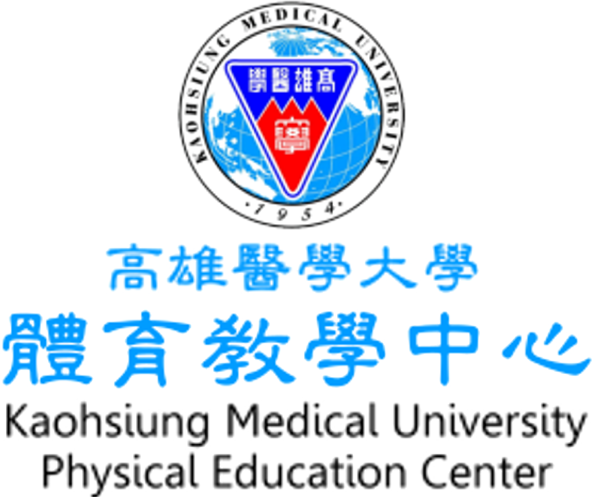 KAOHSIUNG MEDICAL UNIVERSITY
學醫雄高
學
·1954·
高雄醫學大學
體育教學中心
Kaohsiung Medical University
Physical Education Center